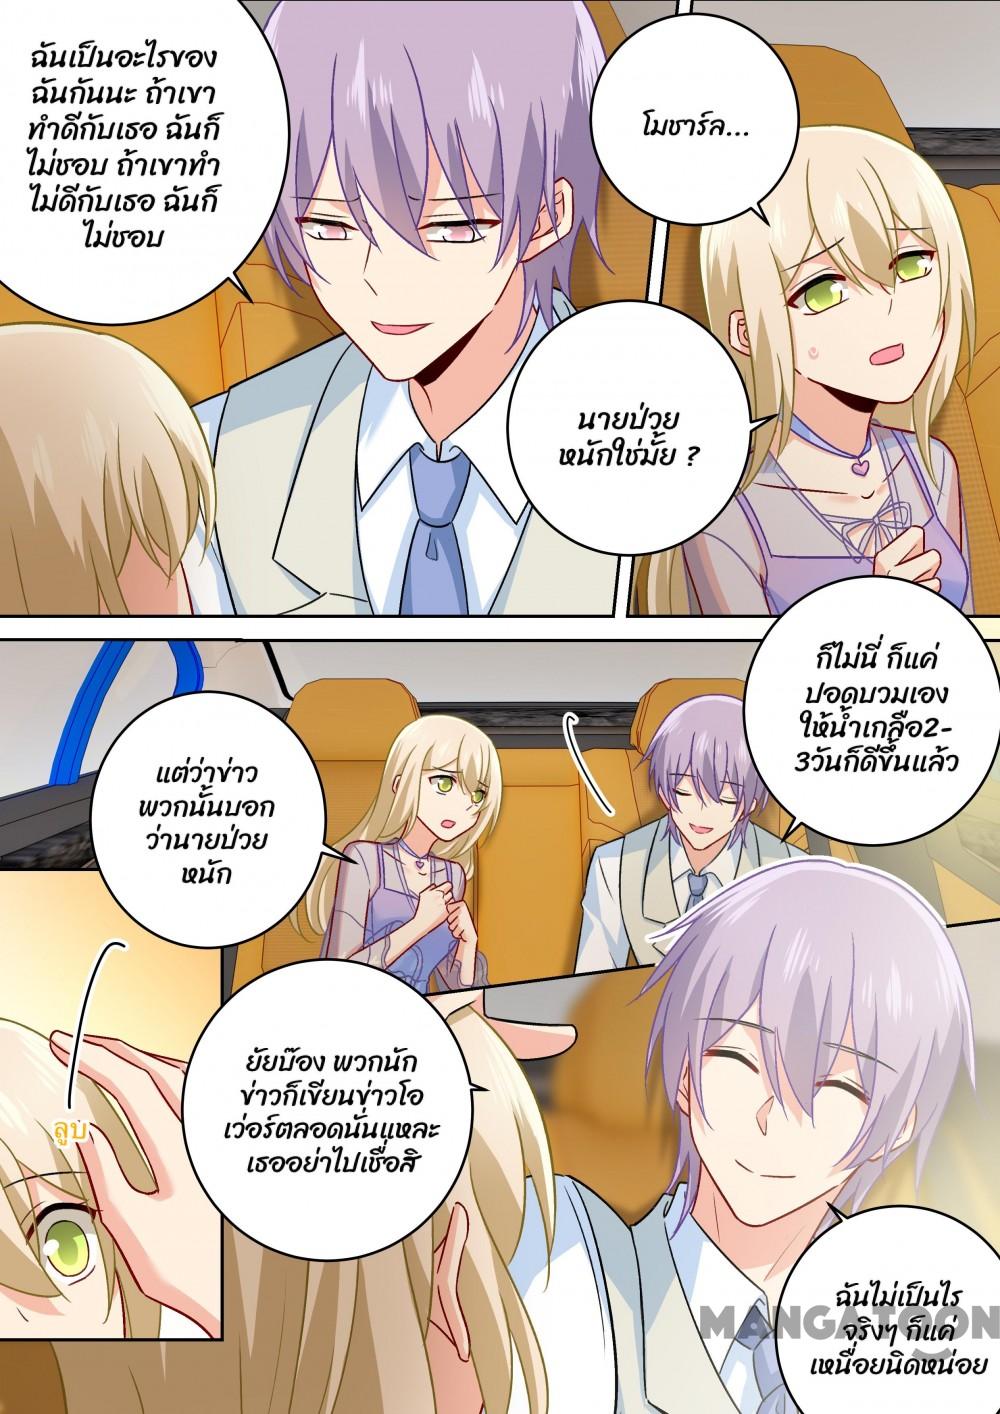 ฉันเป็นอะไรของ
ฉันกันนะ ถ้าเขา
ทำดีกับเธอ ฉันก็
ไม่ชอบ ถ้าเขาทำ
ไม่ดีกับเธอ ฉันก็
ไม่ชอบ
โมชาร์ล...
นายป่วย
หนักใช่มั้ย ?
ก็ไม่นี่ ก็แค่
ปอดบวมเอง
ให้น้ำเกลือ2-
3วันก็ดีขึ้นแล้ว
แต่ว่าข่าว
พวกนั้นบอก
ว่านายป่วย
หนัก
ลูบ
ยัยบ๊อง พวกนัก
ข่าวก็เขียนข่าวโอ
เว่อร์ตลอดนั่นแหละ
เธออย่าไปเชื่อสิ
ฉันไม่เป็นไร
จริงๆ ก็แค่
เหนื่อยนิดหน่อย
MANGATOON